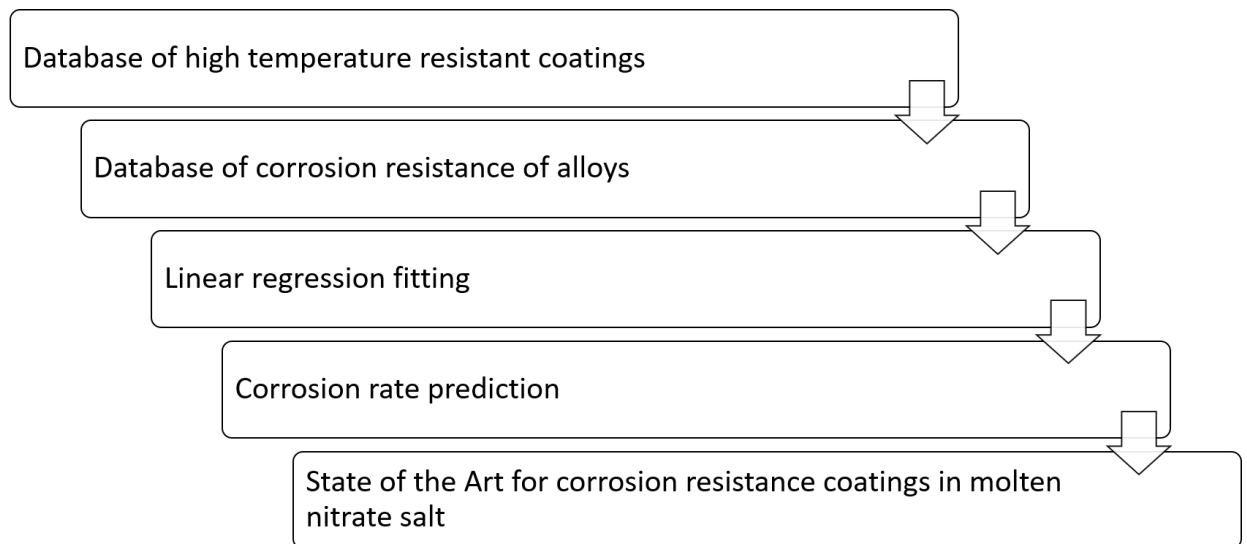 Database of high temperature resistant coatings
Database of corrosion resistance of alloys
Linear regression fitting
Corrosion rate prediction
State of the Art for corrosion resistance coatings in molten
nitrate salt